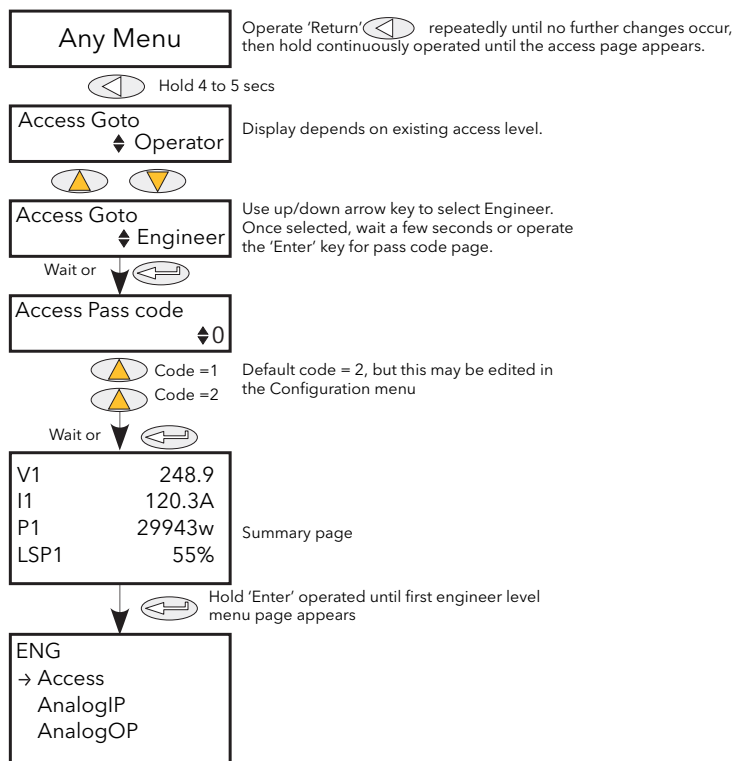 Any Menu
Operate 'Return' repeatedly until no further changes occur,
then hold continuously operated until the access page appears.
Hold 4 to 5 secs
Access Goto
Operator
Display depends on existing access level.
Access Goto
Engineer
Use up/down arrow key to select Engineer.
Once selected, wait a few seconds or operate
the 'Enter' key for pass code page.
Wait or
Access Pass code
0
Code =1
Code =2
Default code = 2, but this may be edited in
the Configuration menu
Wait or
V1 248.9
I1 120.3A
P1 29943w
LSP1 55%
Summary page
Hold 'Enter' operated until first engineer level
menu page appears
ENG
→ Access
AnalogIP
AnalogOP